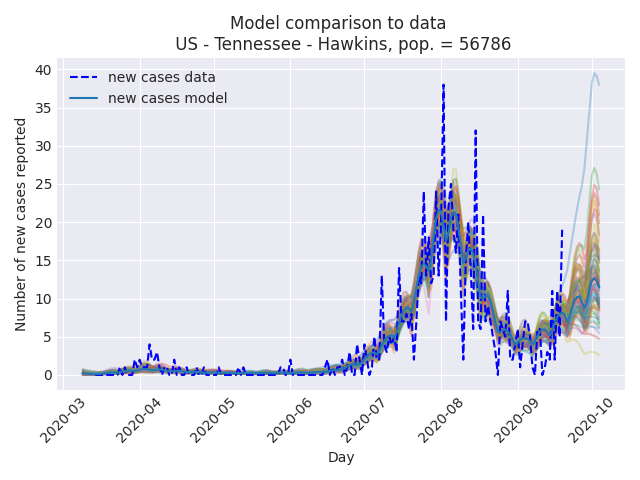 Model comparison to data
US - Tennessee - Hawkins, pop. = 56786
new cases data
new cases model
Number of new cases reported
40
35
30
25
20
15
10
5
0
2020-03
2020-04
2020-05
2020-06
2020-07
2020-08
2020-09
2020-10
Day